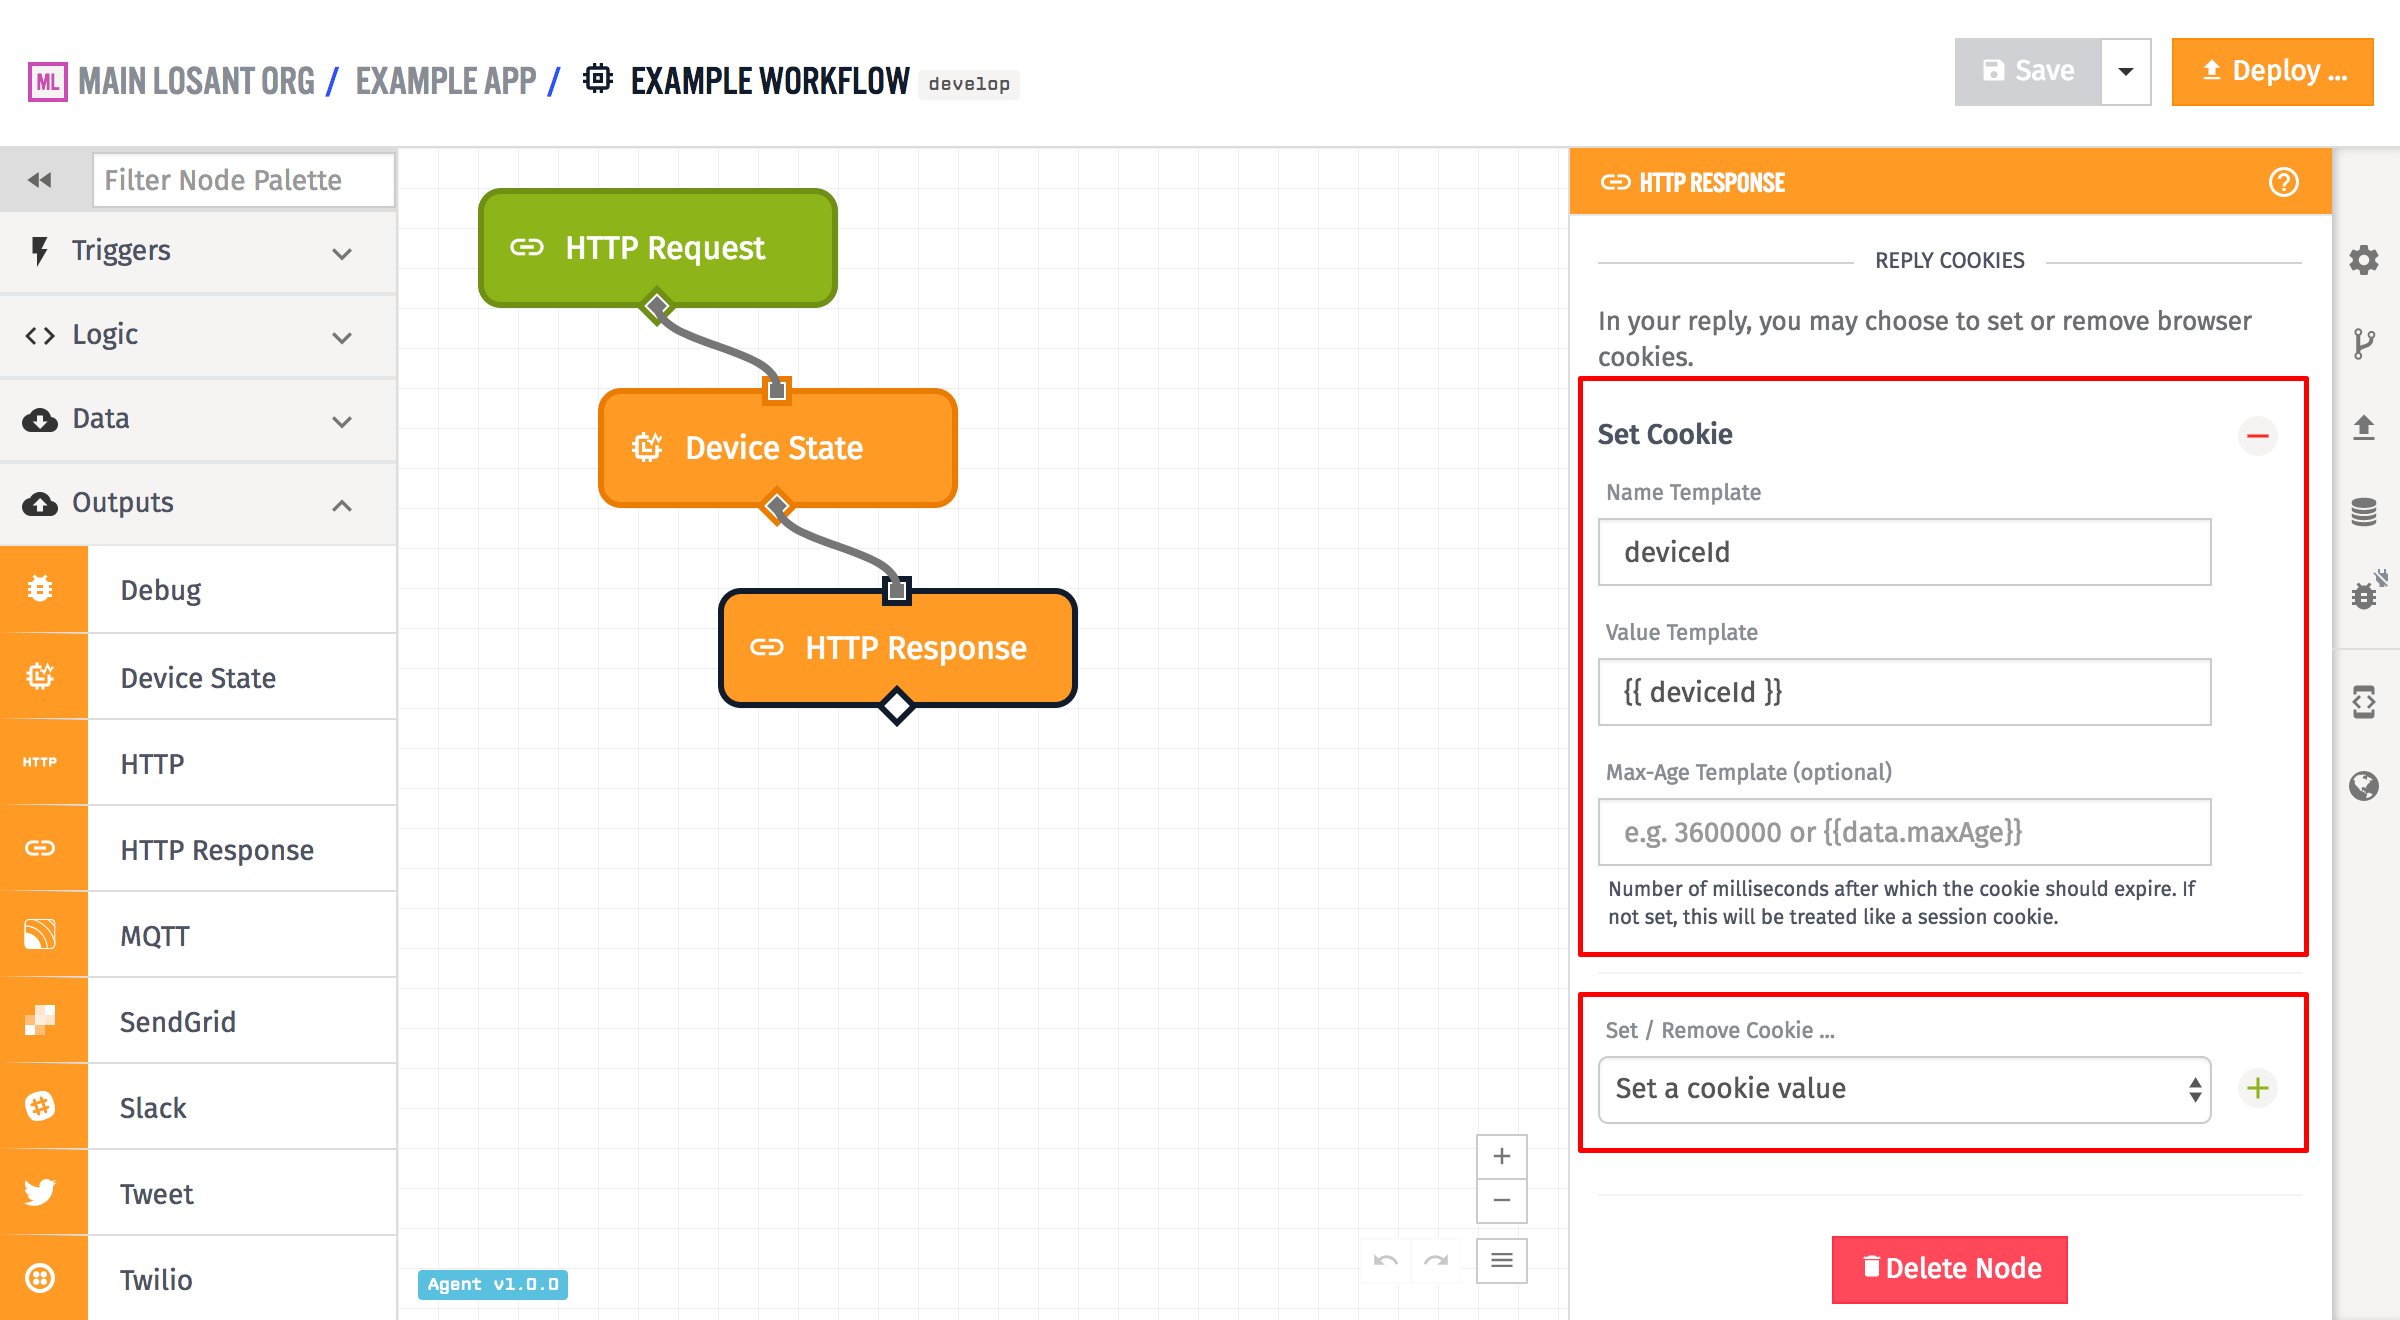 ML MAIN LOSANT ORG / EXAMPLE APP / EXAMPLE WORKFLOW develop
Save
Deploy ...
Filter Node Palette
Triggers
Logic
Data
Outputs
Debug
Device State
HTTP HTTP
HTTP Response
MQTT
SendGrid
Slack
Tweet
Twilio
HTTP Request
Device State
HTTP Response
Agent v1.0.0
HTTP RESPONSE
REPLY COOKIES
In your reply, you may choose to set or remove browser
cookies.
Set Cookie
Name Template
deviceId
Value Template
{{ deviceId }}
Max-Age Template (optional)
e.g. 3600000 or {{data.maxAge}}
Number of milliseconds after which the cookie should expire. If
not set, this will be treated like a session cookie.
Set / Remove Cookie ...
Set a cookie value
Delete Node